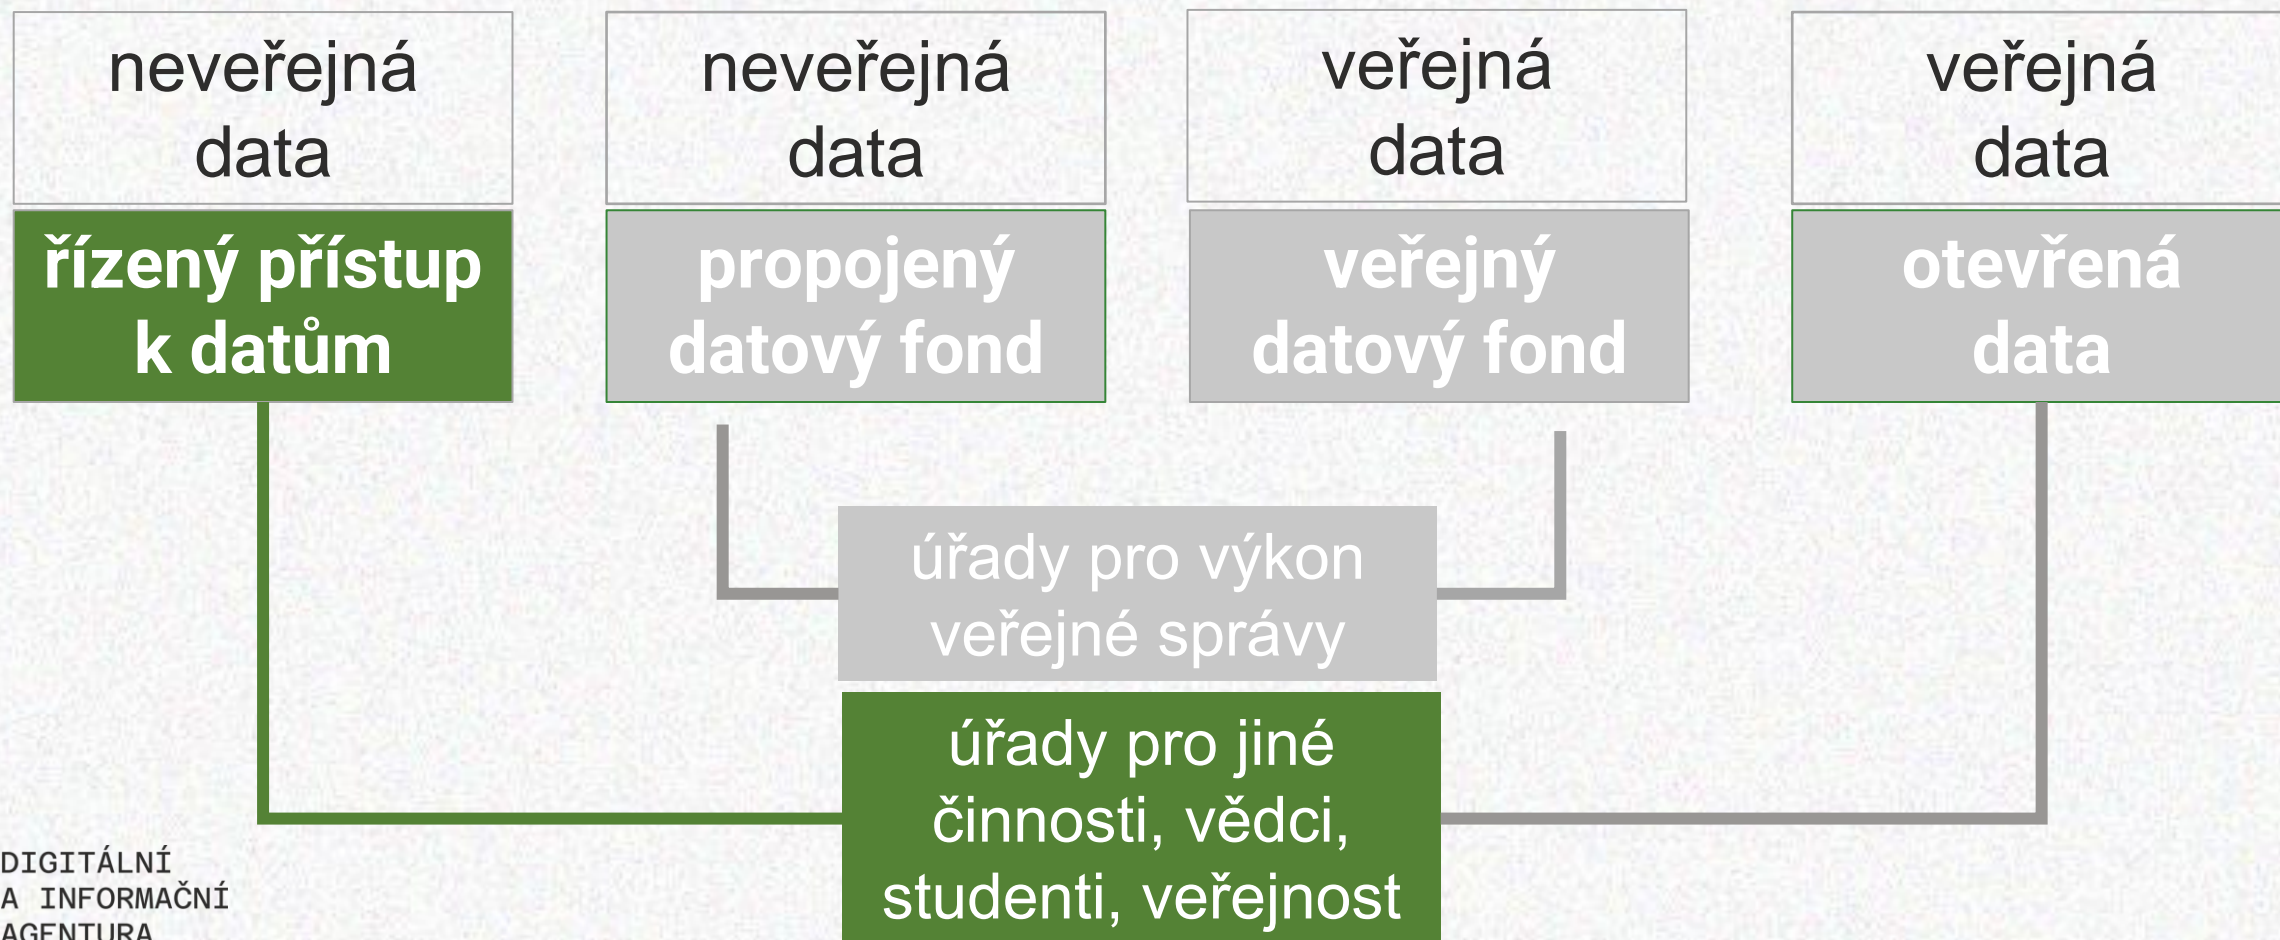 neveřejná
data
řízený přístup
k datům
neveřejná
data
propojený
datový fond
veřejná
data
veřejný
datový fond
veřejná
data
otevřená
data
úřady pro výkon
veřejné správy
úřady pro jiné
činnosti, vědci,
studenti, veřejnost
DIGITÁLNÍ
A INFORMAČNÍ
AGENTURA